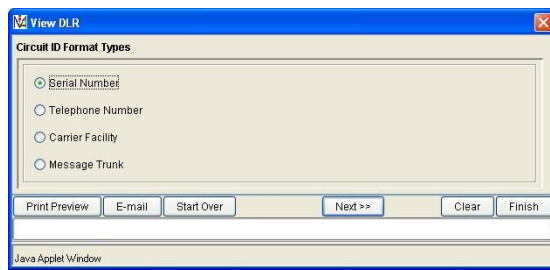 View DLR
Circuit ID Format Types
Serial Number
Telephone Number
Carrier Facility
Message Trunk
Print Preview E-mail Start Over Next >> Clear Finish
Java Applet Window